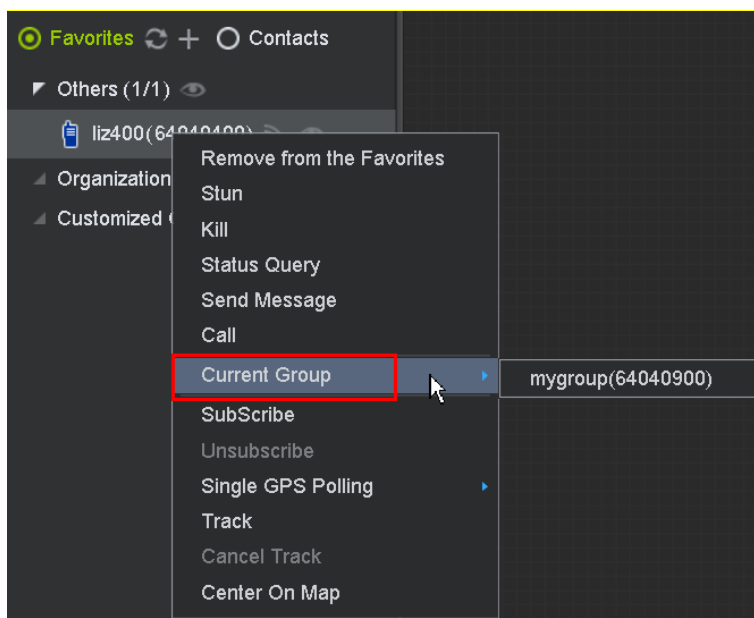 Favorites Contacts
Others (1/1)
liz400(64040400)
Remove from the Favorites
Organization
Stun
Customized
Kill
Status Query
Send Message
Call
Current Group
mygroup(64040900)
SubScribe
Unsubscribe
Single GPS Polling
Track
Cancel Track
Center On Map